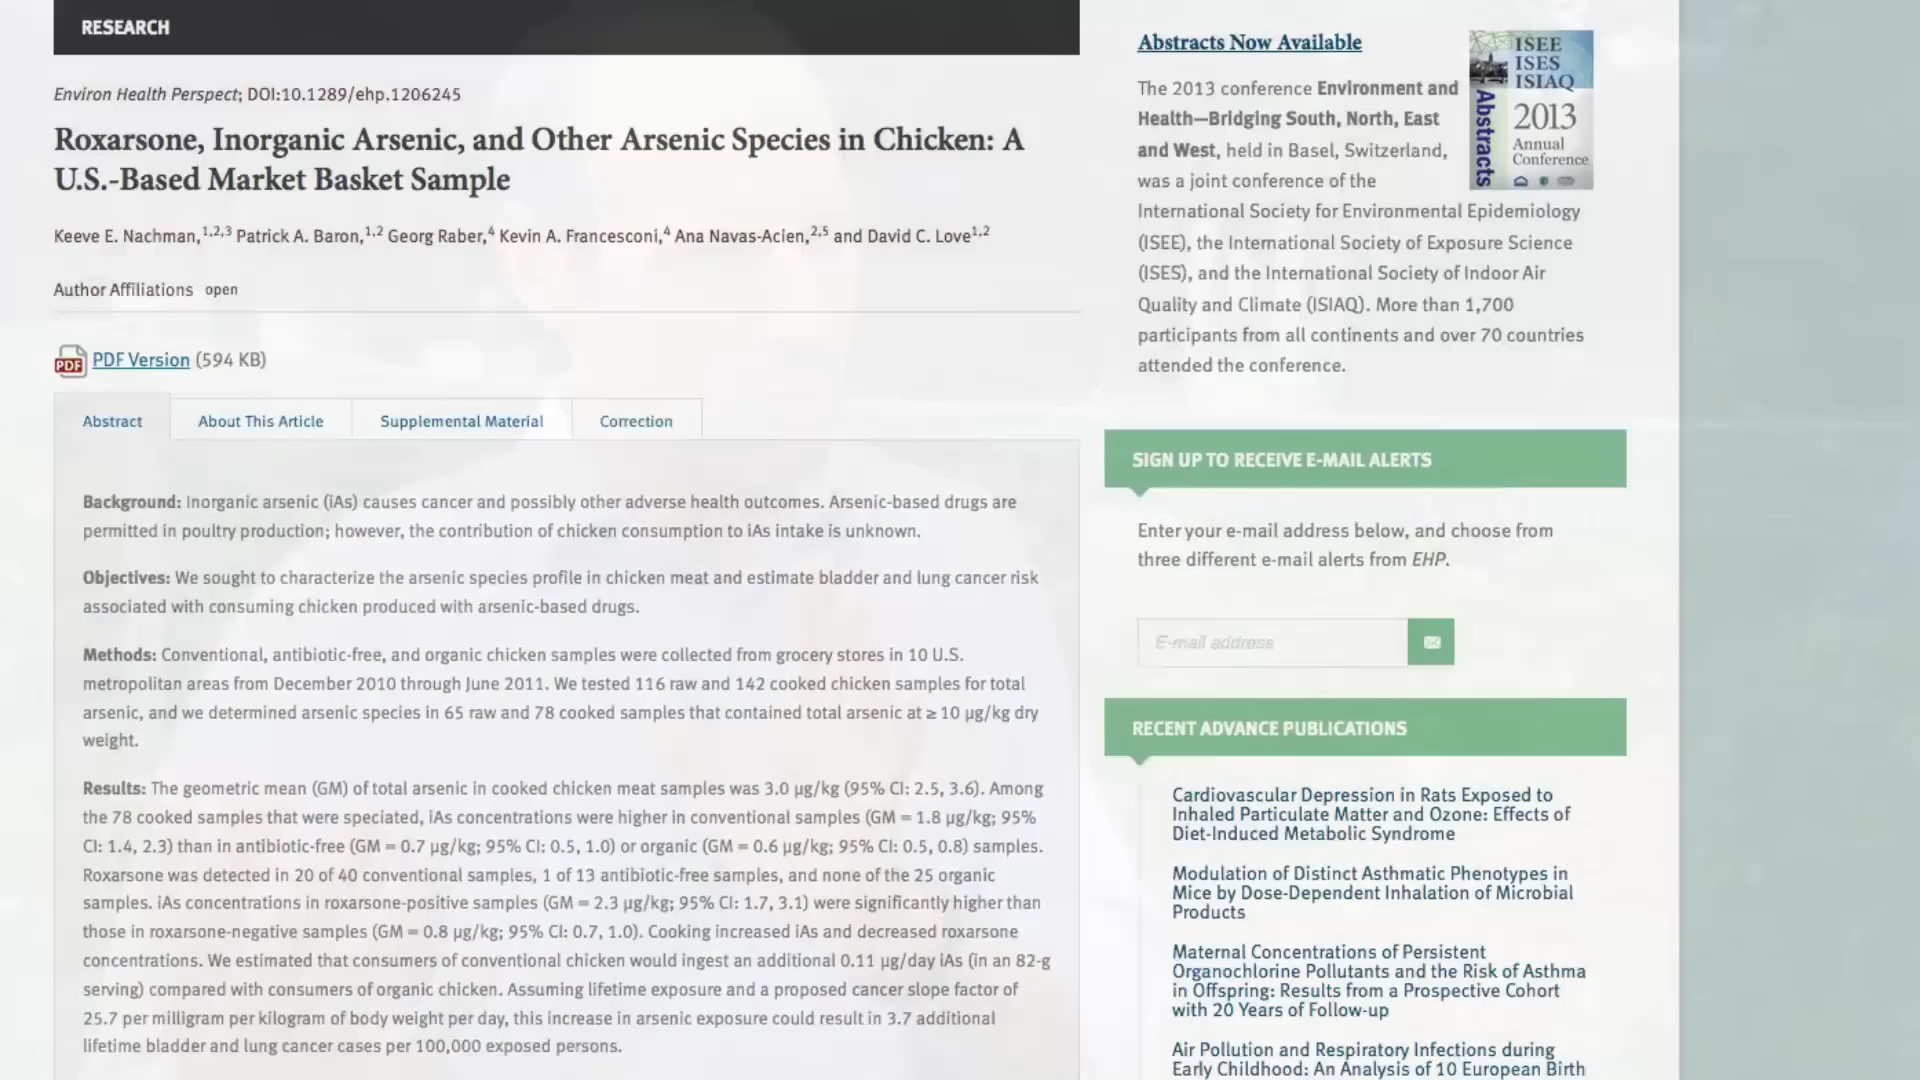 RESEARCH
Environ Health Perspect; DOI:10.1289/ehp.1206245
Roxarsone, Inorganic Arsenic, and Other Arsenic Species in Chicken: A
U.S.-Based Market Basket Sample
Keeve E. Nachman,1,2,3 Patrick A. Baron,1,2 Georg Raber,4 Kevin A. Francesconi,4 Ana Navas-Acien,2,5 and David C. Love1,2
Author Affiliations open
PDF PDF Version (594 KB)
Abstract About This Article Supplemental Material Correction
Background: Inorganic arsenic (iAs) causes cancer and possibly other adverse health outcomes. Arsenic-based drugs are
permitted in poultry production; however, the contribution of chicken consumption to iAs intake is unknown.
Objectives: We sought to characterize the arsenic species profile in chicken meat and estimate bladder and lung cancer risk
associated with consuming chicken produced with arsenic-based drugs.
Methods: Conventional, antibiotic-free, and organic chicken samples were collected from grocery stores in 10 U.S.
metropolitan areas from December 2010 through June 2011. We tested 116 raw and 142 cooked chicken samples for total
arsenic, and we determined arsenic species in 65 raw and 78 cooked samples that contained total arsenic at ≥ 10 µg/kg dry
weight.
Results: The geometric mean (GM) of total arsenic in cooked chicken meat samples was 3.0 µg/kg (95% CI: 2.5, 3.6). Among
the 78 cooked samples that were speciated, iAs concentrations were higher in conventional samples (GM = 1.8 µg/kg; 95%
CI: 1.4, 2.3) than in antibiotic-free (GM = 0.7 µg/kg; 95% CI: 0.5, 1.0) or organic (GM = 0.6 µg/kg; 95% CI: 0.5, 0.8) samples.
Roxarsone was detected in 20 of 40 conventional samples, 1 of 13 antibiotic-free samples, and none of the 25 organic
samples. iAs concentrations in roxarsone-positive samples (GM = 2.3 µg/kg; 95% CI: 1.7, 3.1) were significantly higher than
those in roxarsone-negative samples (GM = 0.8 µg/kg; 95% CI: 0.7, 1.0). Cooking increased iAs and decreased roxarsone
concentrations. We estimated that consumers of conventional chicken would ingest an additional 0.11 µg/day iAs (in an 82-g
serving) compared with consumers of organic chicken. Assuming lifetime exposure and a proposed cancer slope factor of
25.7 per milligram per kilogram of body weight per day, this increase in arsenic exposure could result in 3.7 additional
lifetime bladder and lung cancer cases per 100,000 exposed persons.
Abstracts Now Available
The 2013 conference Environment and
Health—Bridging South, North, East
and West, held in Basel, Switzerland,
was a joint conference of the
International Society for Environmental Epidemiology
(ISEE), the International Society of Exposure Science
(ISES), and the International Society of Indoor Air
Quality and Climate (ISIAQ). More than 1,700
participants from all continents and over 70 countries
attended the conference.
ISEE
ISES
ISIAQ
2013
Annual
Conference
Abstracts
SIGN UP TO RECEIVE E-MAIL ALERTS
Enter your e-mail address below, and choose from
three different e-mail alerts from EHP.
E-mail address
RECENT ADVANCE PUBLICATIONS
Cardiovascular Depression in Rats Exposed to
Inhaled Particulate Matter and Ozone: Effects of
Diet-Induced Metabolic Syndrome
Modulation of Distinct Asthmatic Phenotypes in
Mice by Dose-Dependent Inhalation of Microbial
Products
Maternal Concentrations of Persistent
Organochlorine Pollutants and the Risk of Asthma
in Offspring: Results from a Prospective Cohort
with 20 Years of Follow-up
Air Pollution and Respiratory Infections during
Early Childhood: An Analysis of 10 European Birth